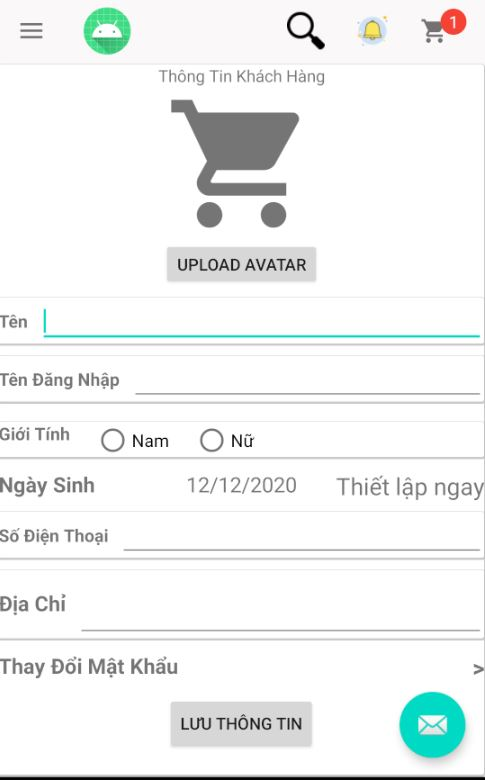 1
Thông Tin Khách Hàng
UPLOAD AVATAR
Tên
Tên Đăng Nhập
Giới Tính Nam Nữ
Ngày Sinh 12/12/2020 Thiết lập ngay
Số Điện Thoại
Địa Chỉ
Thay Đổi Mật Khẩu >
LƯU THÔNG TIN